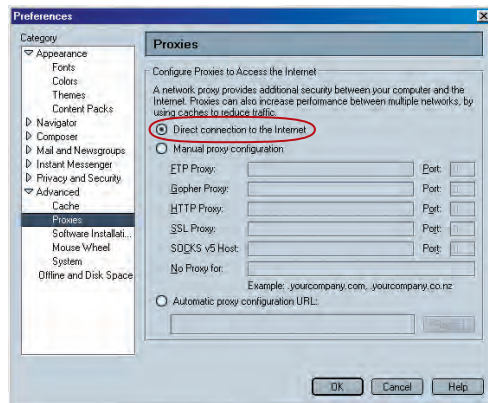 Preferences
Category
Appearance
Fonts
Colors
Themes
Content Packs
Navigator
Composer
Mail and Newsgroups
Instant Messenger
Privacy and Security
Advanced
Cache
Proxies
Software Installati...
Mouse Wheel
System
Offline and Disk Space
Proxies
Configure Proxies to Access the Internet
A network proxy provides additional security between your computer and the
Internet. Proxies can also increase performance between multiple networks, by
using caches to reduce traffic.
Direct connection to the Internet
Manual proxy configuration
FTP Proxy: Port:
Gopher Proxy: Port:
HTTP Proxy: Port:
SSL Proxy: Port:
SOCKS v5 Host: Port:
No Proxy for:
Example: .yourcompany.com, .yourcompany.co.nz
Automatic proxy configuration URL:
OK Cancel Help